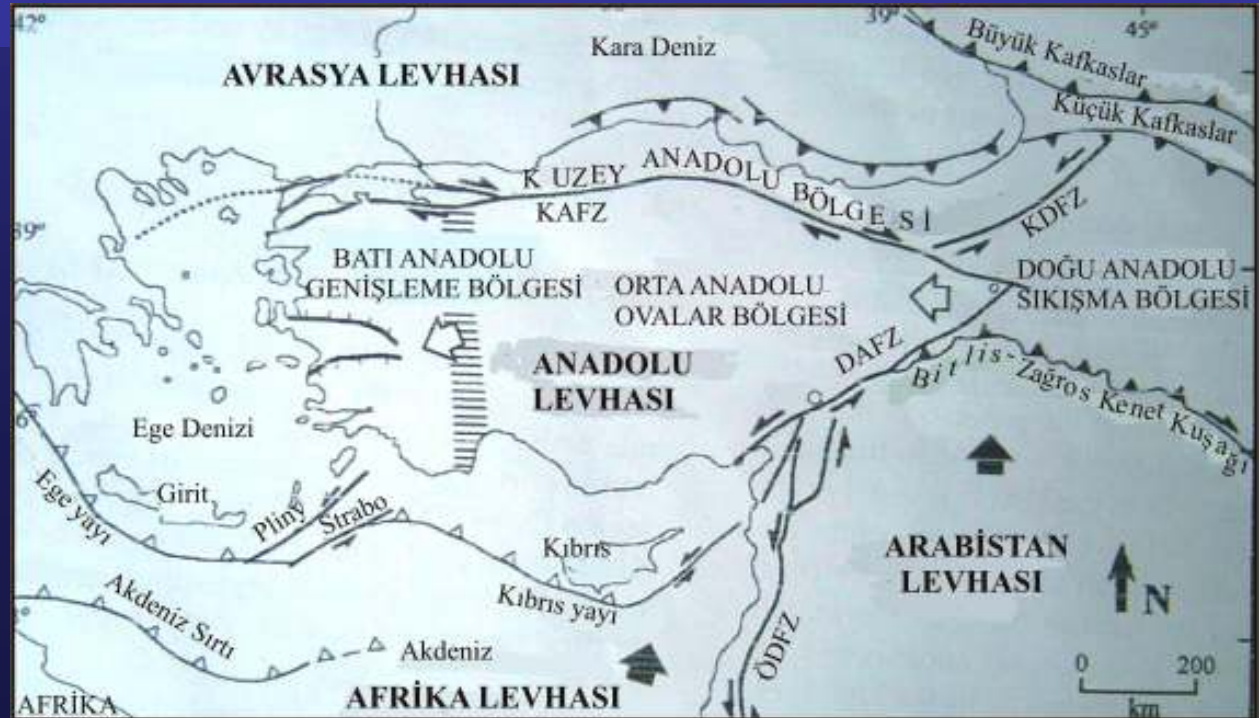 42°
39°
45°
Kara Deniz
Büyük Kafkaslar
AVRASYA LEVHASI
Küçük Kafkaslar
KUZEY ANADOLU BÖLGESİ
KAFZ
KDFZ
39°
BATI ANADOLU
GENİŞLEME BÖLGESİ
ORTA ANADOLU
OVALAR BÖLGESİ
DOĞU ANADOLU
SIKIŞMA BÖLGESİ
DAFZ
Bitlis-Zağros Kenet Kuşağı
ANADOLU
LEVHASI
Ege Denizi
Girit
Ege yayı
Pliny
Strabo
Kıbrıs
Kıbrıs yayı
ARABİSTAN
LEVHASI
N
Akdeniz Sırtı
Akdeniz
ÖDFZ
0 200
km
AFRİKA LEVHASI
AFRİKA